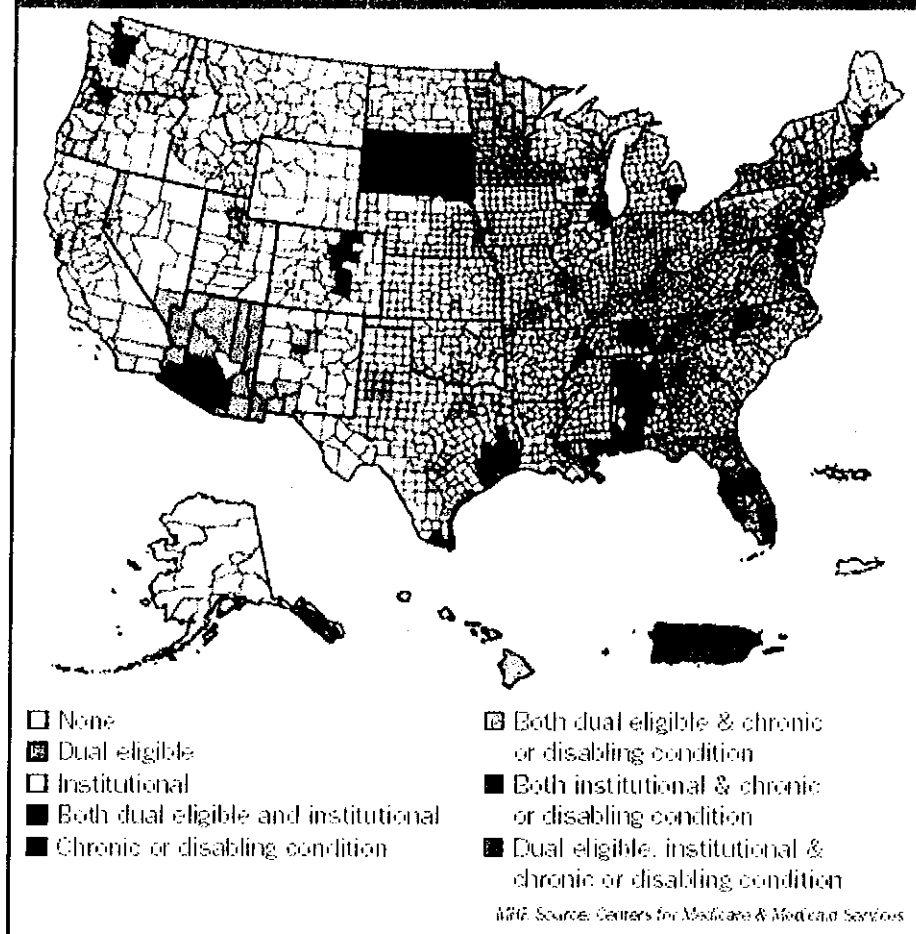 None
Dual eligible
Institutional
Both dual eligible and institutional
Chronic or disabling condition
Both dual eligible & chronic
or disabling condition
Both institutional & chronic
or disabling condition
Dual eligible, institutional &
chronic or disabling condition
Source: Centers for Medicare & Medicaid Services